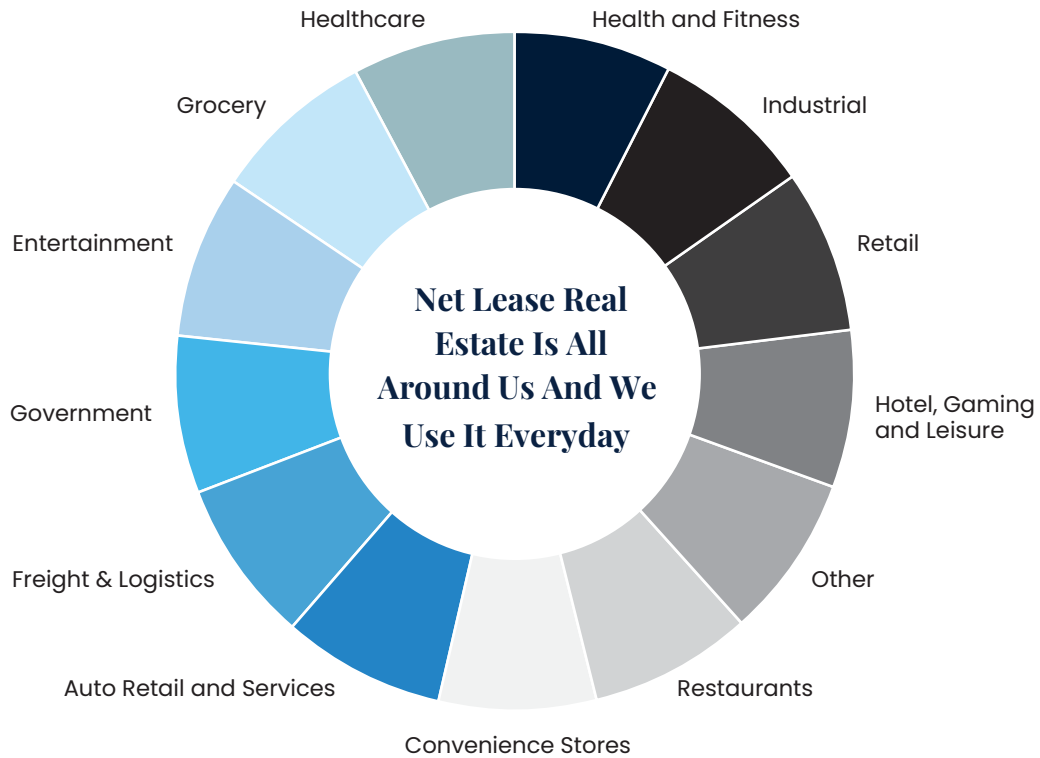 Healthcare
Health and Fitness
Grocery
Industrial
Entertainment
Retail
Net Lease Real
Estate Is All
Around Us And We
Use It Everyday
Government
Hotel, Gaming
and Leisure
Freight & Logistics
Other
Auto Retail and Services
Restaurants
Convenience Stores